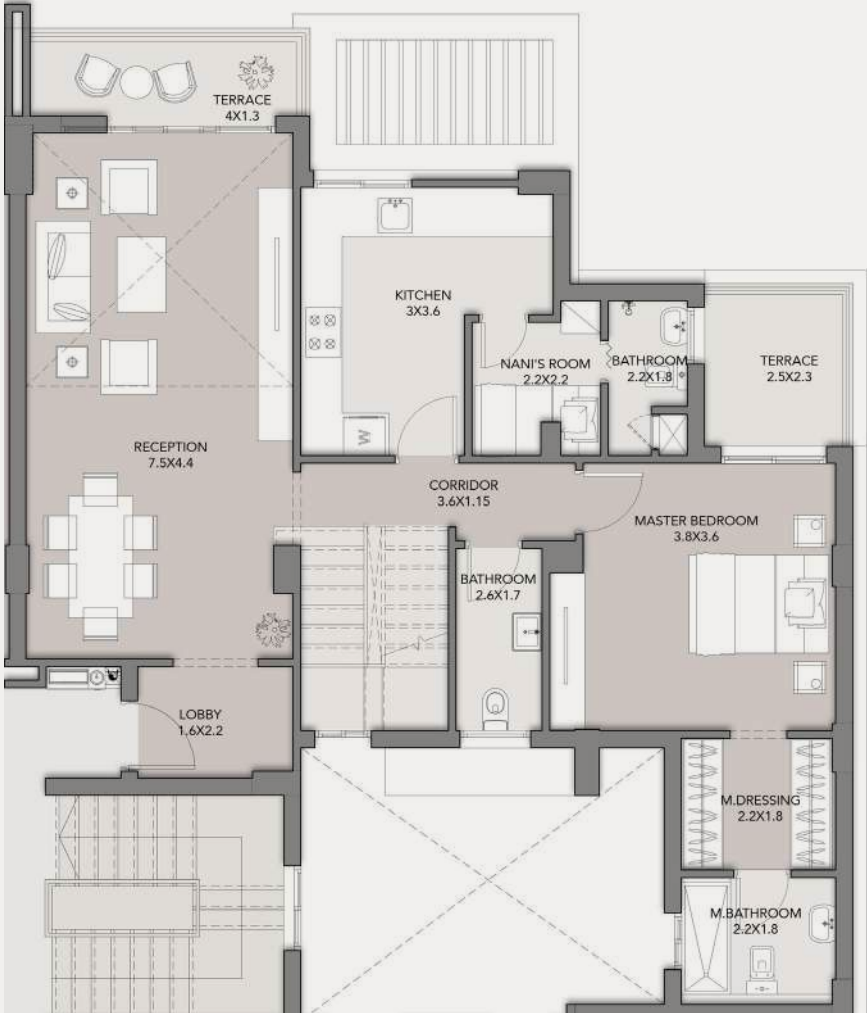 TERRACE
4X1.3
KITCHEN
3X3.6
NANI'S ROOM
2.2X2.2
BATHROOM
2.2X1.8
TERRACE
2.5X2.3
RECEPTION
7.5X4.4
CORRIDOR
3.6X1.15
MASTER BEDROOM
3.8X3.6
BATHROOM
2.6X1.7
W
LOBBY
1.6X2.2
M.DRESSING
2.2X1.8
M.BATHROOM
2.2X1.8